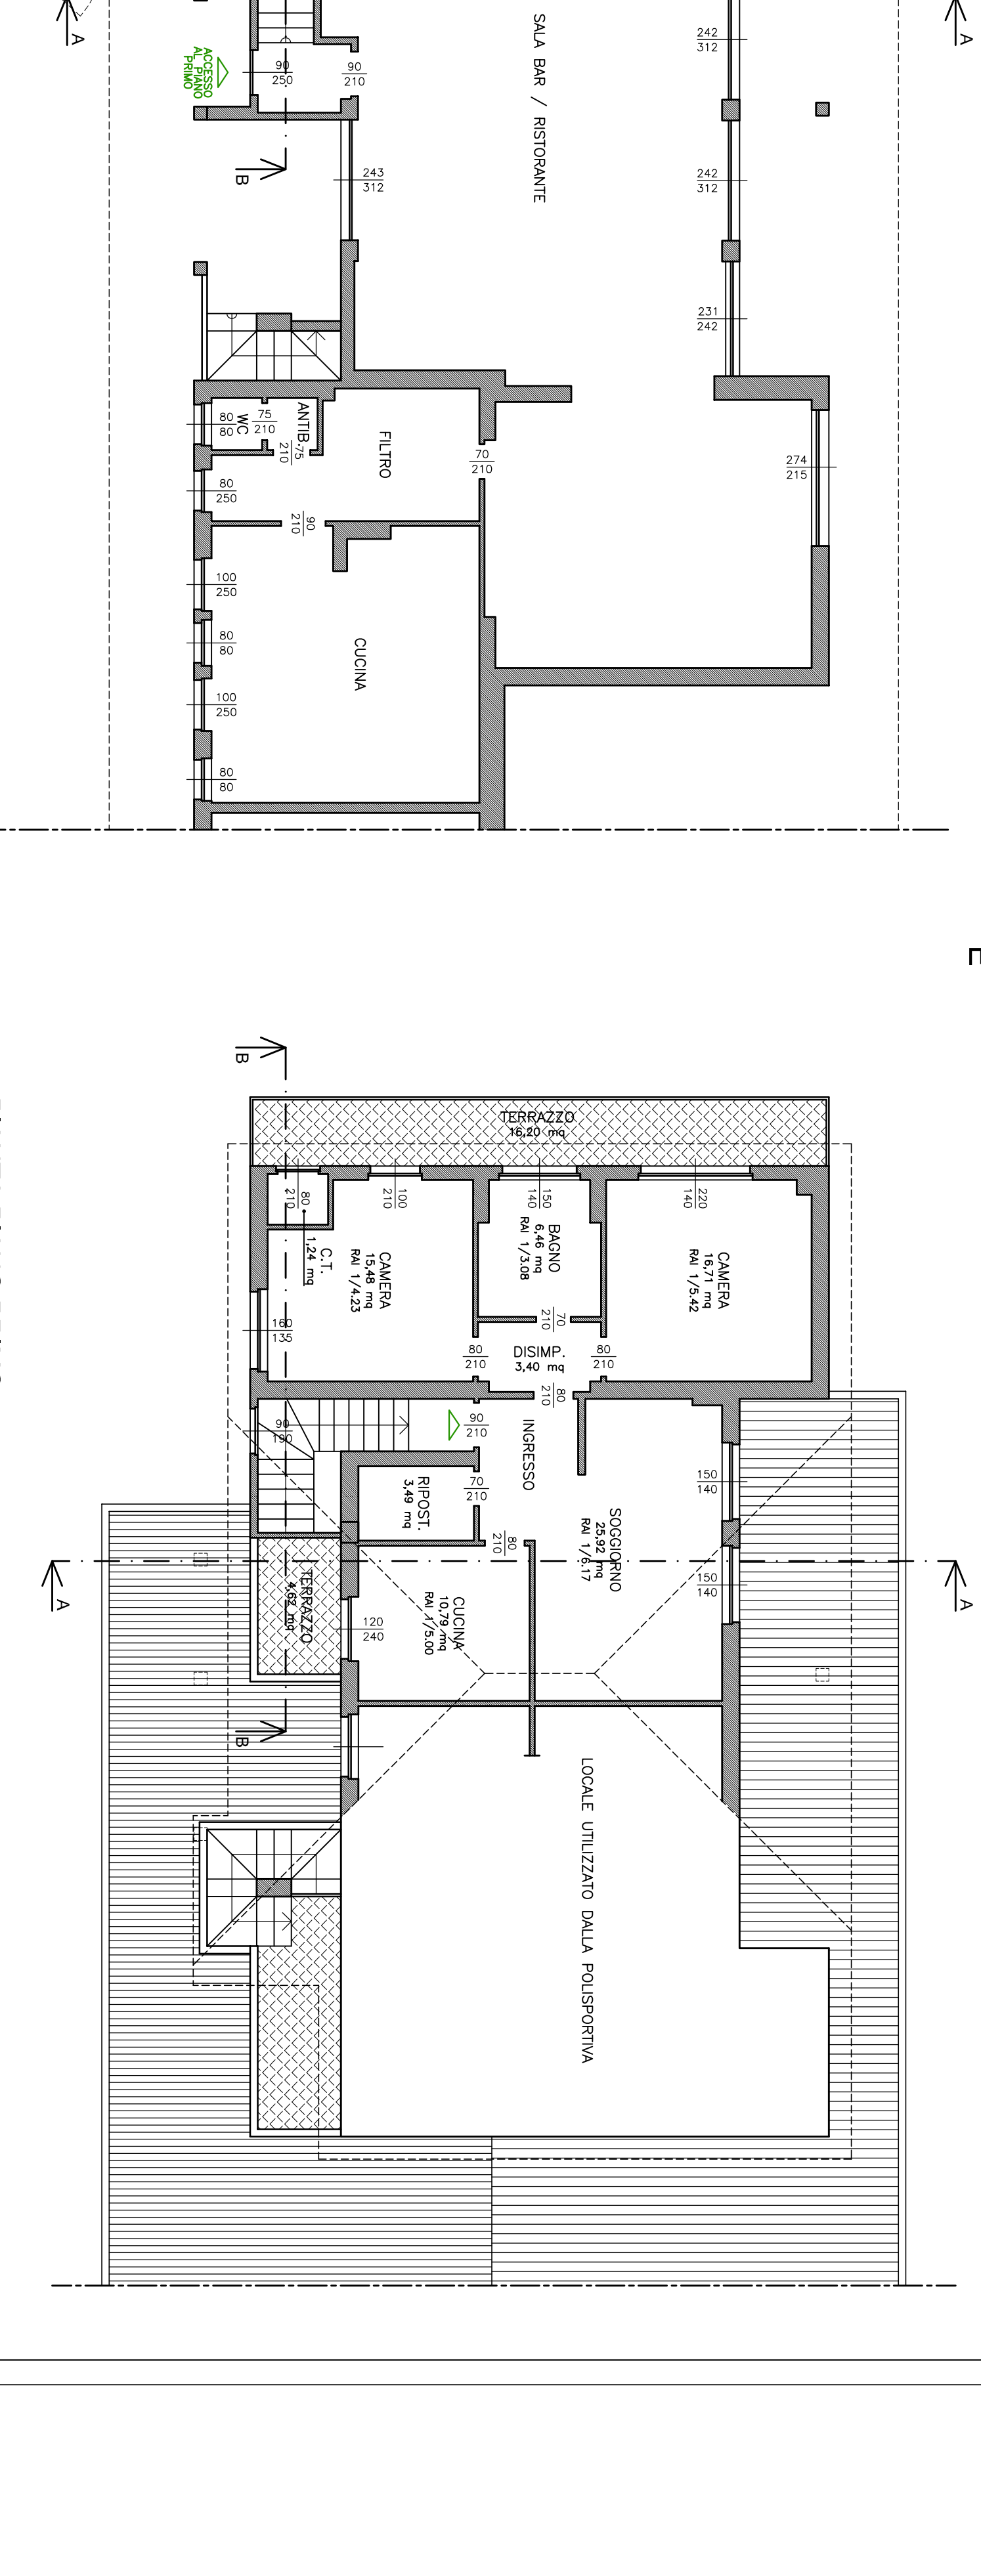 A
A
SALA BAR / RISTORANTE
242
312
ACCESSO
AL PIANO
PRIMO
90
250
90
210
B
243
312
242
312
231
242
WC
80
80
75
210
ANTIB.
75
210
FILTRO
70
210
274
215
80
250
90
210
100
250
80
80
CUCINA
100
250
80
80
B
TERRAZZO
16,20 mq
80
210
100
210
150
140
220
140
C.T.
1,24 mq
CAMERA
15,48 mq
RAI 1/4.23
BAGNO
6,46 mq
RAI 1/3.08
CAMERA
16,71 mq
RAI 1/5.42
160
135
70
210
80
210
DISIMP.
3,40 mq
80
210
80
210
90
190
90
210
INGRESSO
RIPOST.
3,49 mq
70
210
150
140
80
210
SOGGIORNO
25,92 mq
RAI 1/6.17
A
A
150
140
TERRAZZO
4,62 mq
120
240
CUCINA
10,79 mq
RAI 1/5.00
B
LOCALE UTILIZZATO DALLA POLISPORTIVA